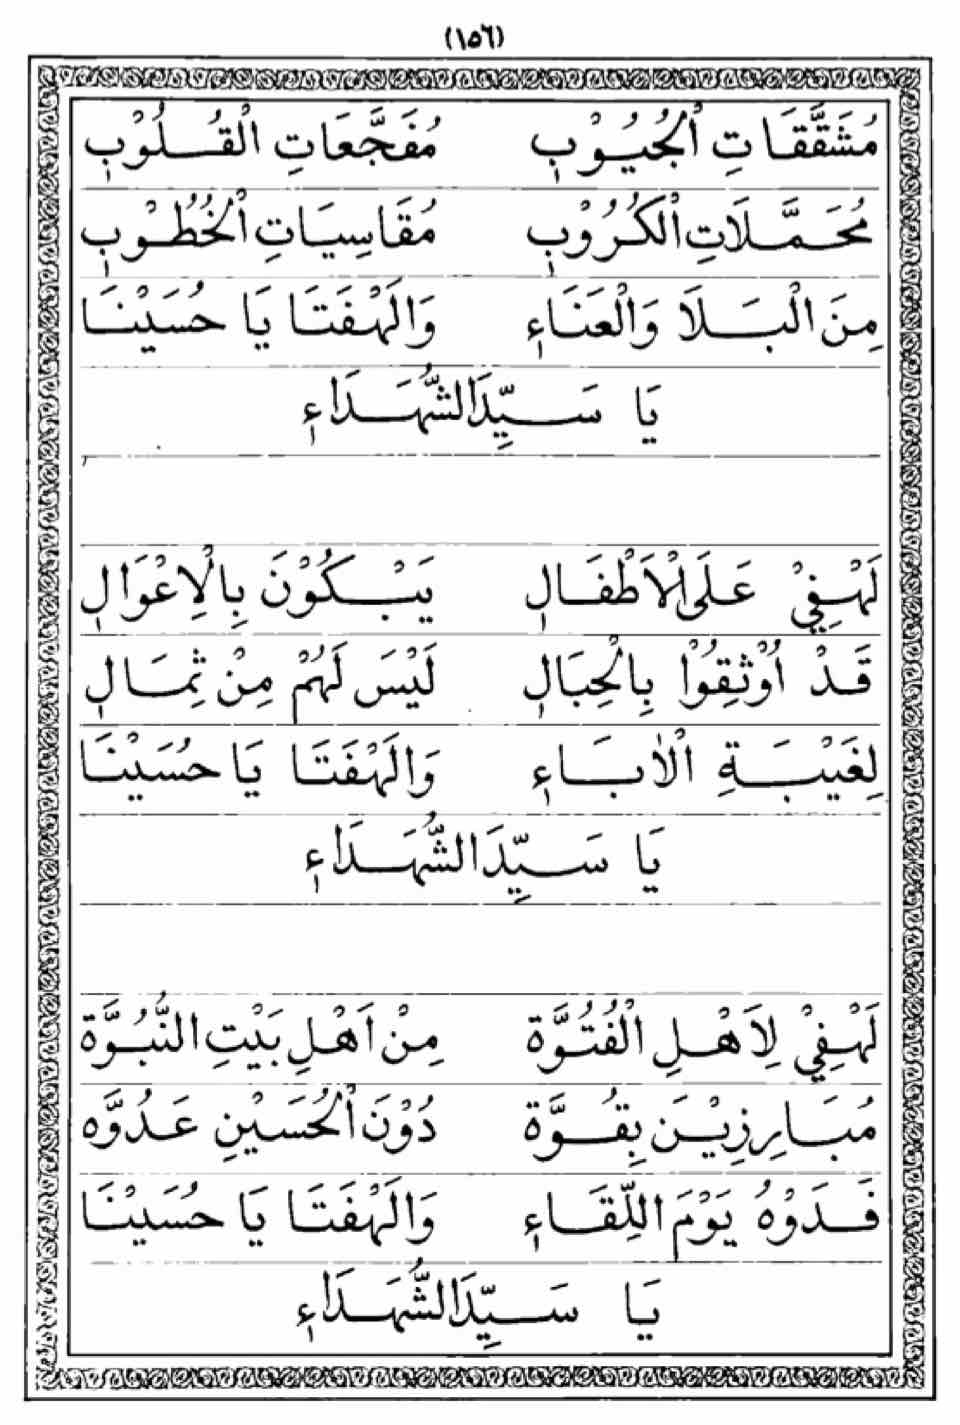 (١٥٦)
مُشَقَّقَاتِ الْجُيُوْبِ مُفَجَّعَاتِ الْقُلُوْبِ
مُحَمَّلَاتِ الْكُرُوْبِ مُقَاسِيَاتِ الْخُطُوْبِ
مِنَ الْبَلَا وَالْعَنَاءِ وَالَهْفَتَا يَا حُسَيْنَا
يَا سَيِّدَ الشُّهَدَاءِ
لَهْفِيْ عَلَى الْاَطْفَالِ يَبْكُوْنَ بِالْاِعْوَالِ
قَدْ اُوْثِقُوْا بِالْحِبَالِ لَيْسَ لَهُمْ مِنْ ثِمَالِ
لِغَيْبَةِ الْاٰبَاءِ وَالَهْفَتَا يَا حُسَيْنَا
يَا سَيِّدَ الشُّهَدَاءِ
لَهْفِيْ لِاَهْلِ الْفُتُوَّة مِنْ اَهْلِ بَيْتِ النُّبُوَّة
مُبَارِزِيْنَ بِقُوَّة دُوْنَ الْحُسَيْنِ عَدُوَّه
فَدَوْهُ يَوْمَ اللِّقَاءِ وَالَهْفَتَا يَا حُسَيْنَا
يَا سَيِّدَ الشُّهَدَاءِ